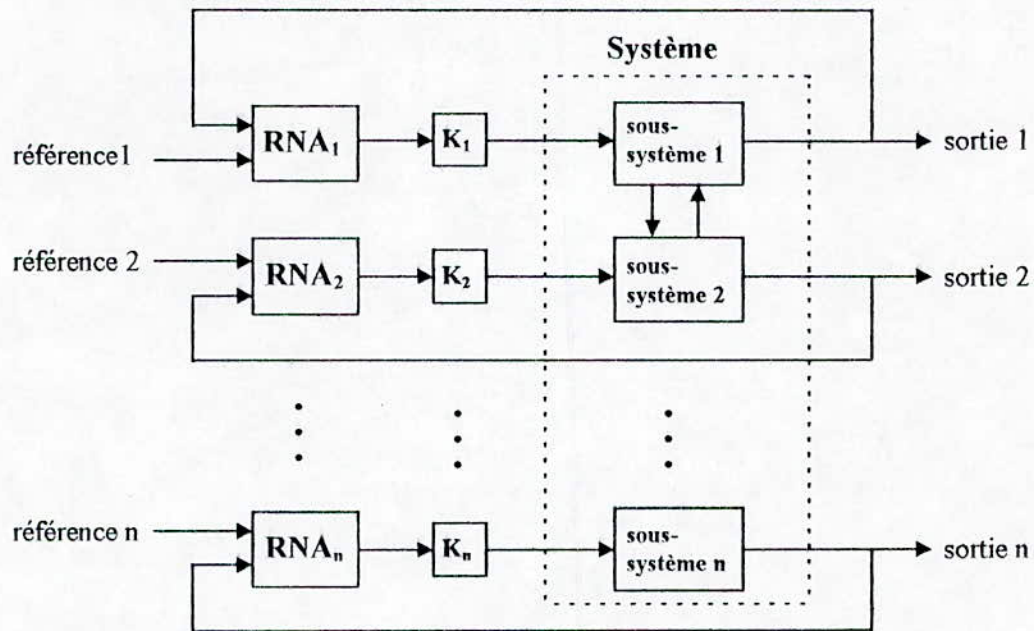 Système
référence1
RNA₁
K₁
sous-
système 1
sortie 1
référence 2
RNA₂
K₂
sous-
système 2
sortie 2
référence n
RNAₙ
Kₙ
sous-
système n
sortie n